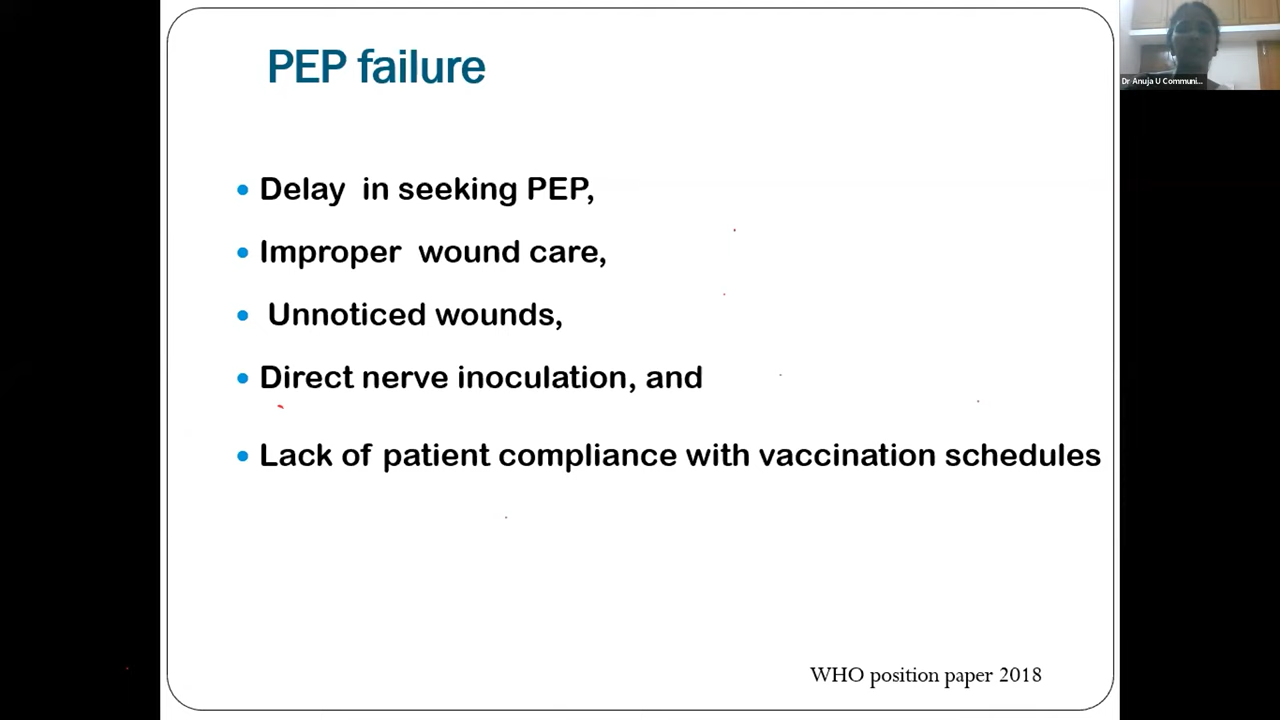 PEP failure
Dr Anuja U Communi...
• Delay in seeking PEP,
• Improper wound care,
• Unnoticed wounds,
• Direct nerve inoculation, and
• Lack of patient compliance with vaccination schedules
WHO position paper 2018